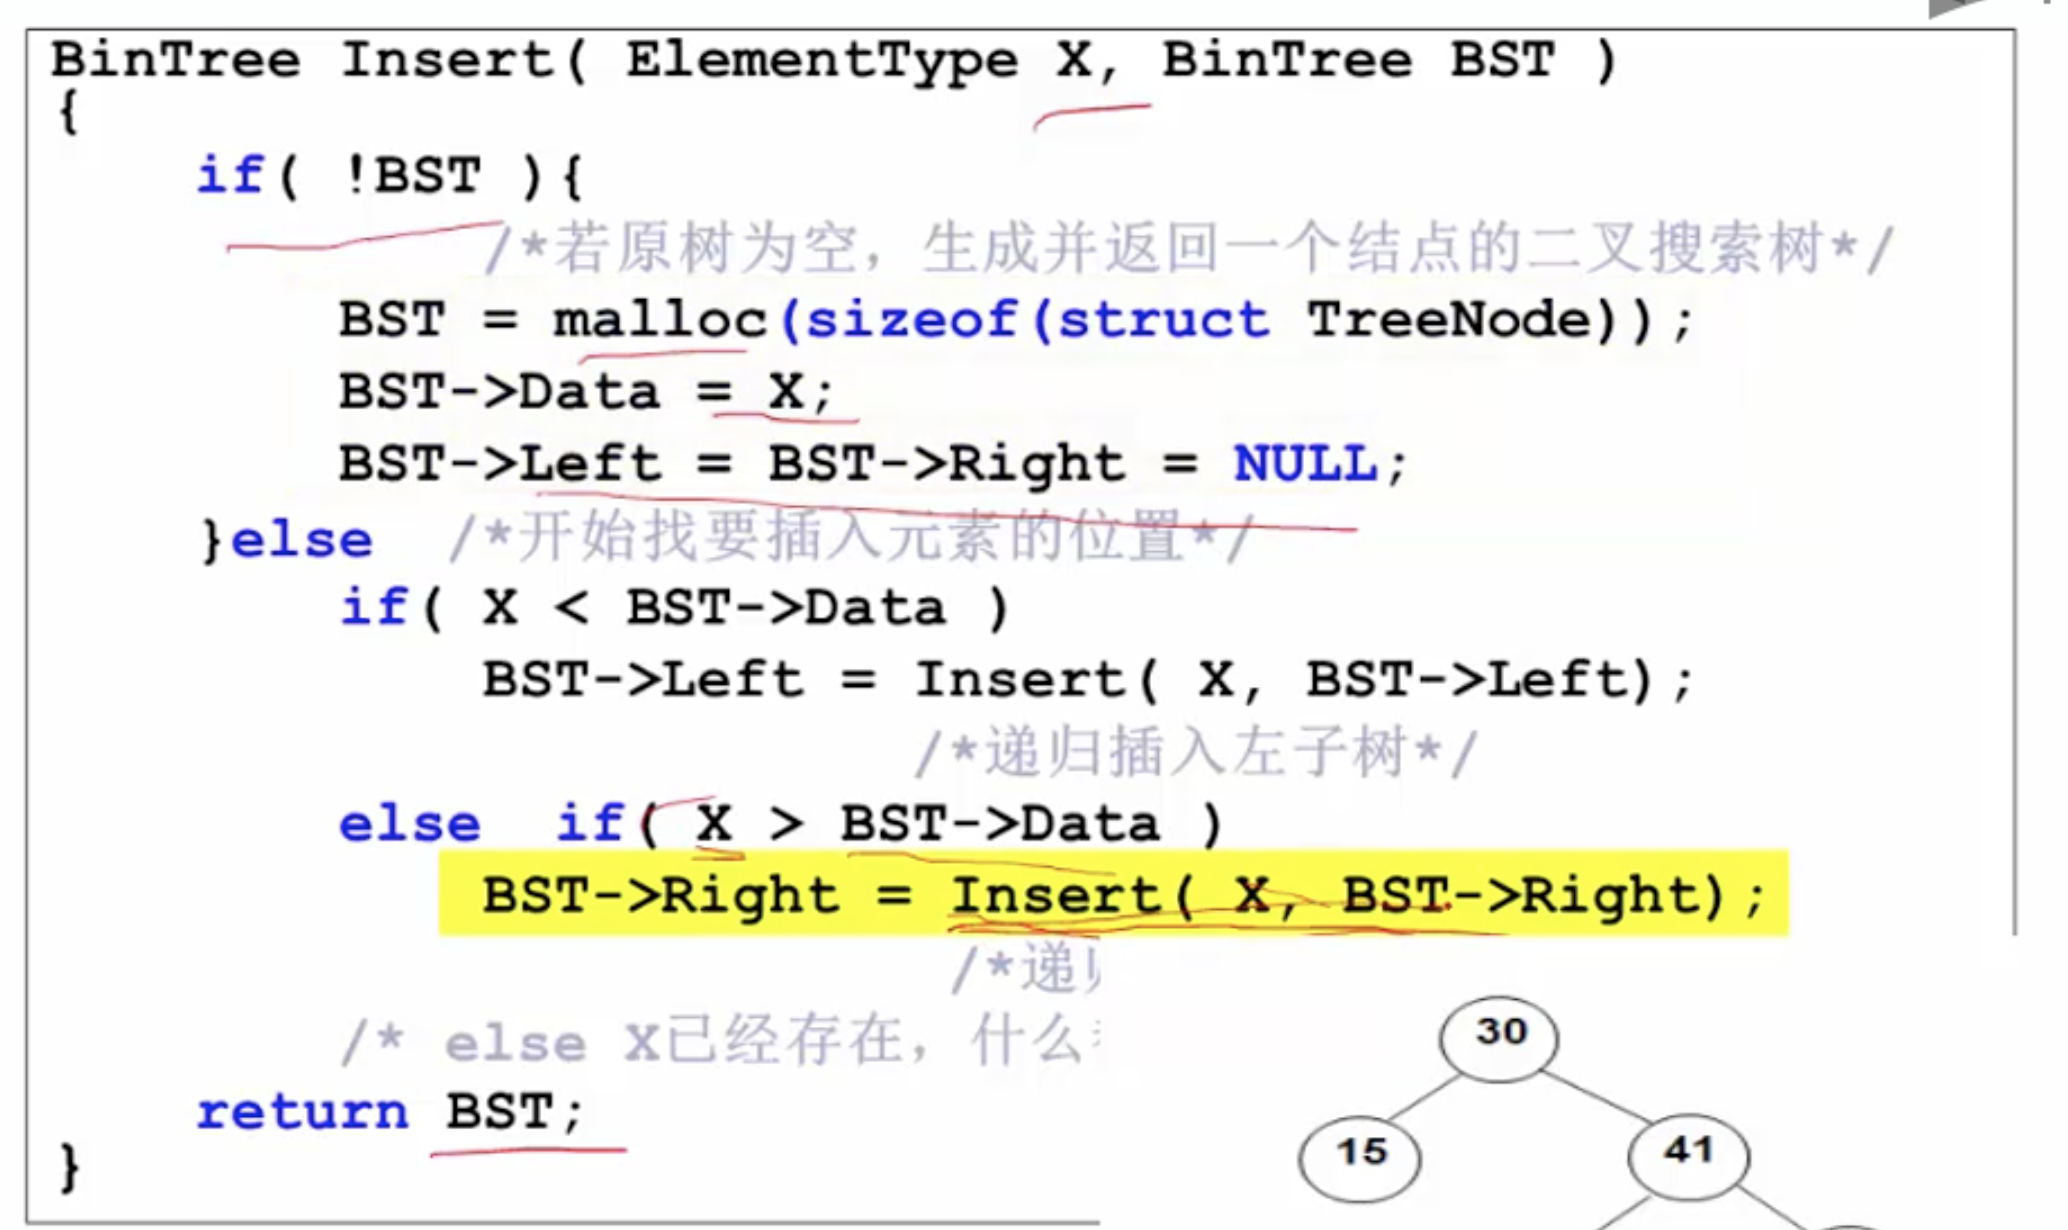 BinTree Insert( ElementType X, BinTree BST )
{
if( !BST ){
/*若原树为空，生成并返回一个结点的二叉搜索树*/
BST = malloc(sizeof(struct TreeNode));
BST->Data = X;
BST->Left = BST->Right = NULL;
}else /*开始找要插入元素的位置*/
if( X < BST->Data )
BST->Left = Insert( X, BST->Left);
/*递归插入左子树*/
else if( X > BST->Data )
BST->Right = Insert( X, BST->Right);
/*递
/* else X已经存在，什么
return BST;
}
30
15
41